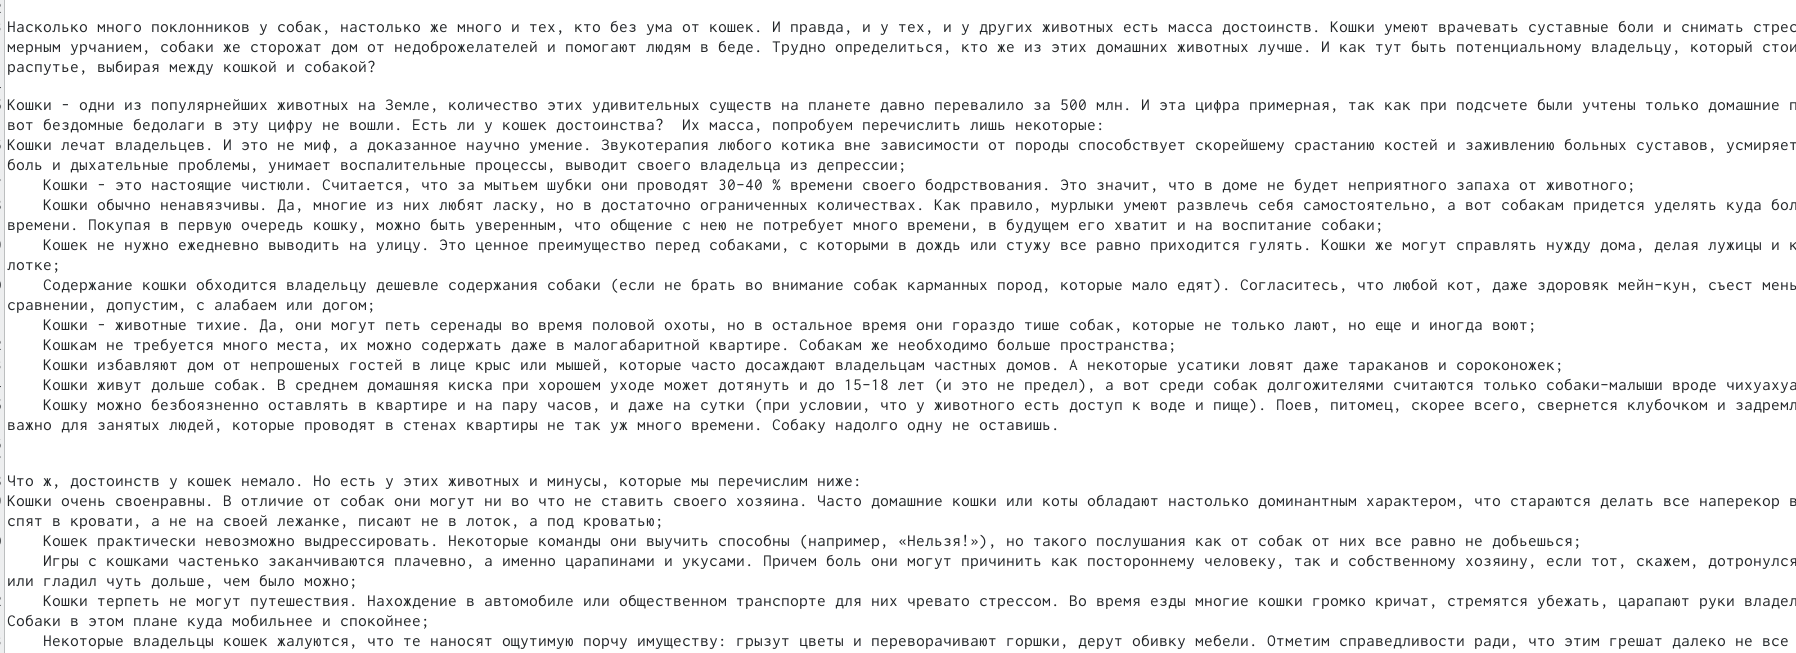 Насколько много поклонников у собак, настолько же много и тех, кто без ума от кошек. И правда, и у тех, и у других животных есть масса достоинств. Кошки умеют врачевать суставные боли и снимать стрес
мерным урчанием, собаки же сторожат дом от недоброжелателей и помогают людям в беде. Трудно определиться, кто же из этих домашних животных лучше. И как тут быть потенциальному владельцу, который стои
распутье, выбирая между кошкой и собакой?
Кошки - одни из популярнейших животных на Земле, количество этих удивительных существ на планете давно перевалило за 500 млн. И эта цифра примерная, так как при подсчете были учтены только домашние п
вот бездомные бедолаги в эту цифру не вошли. Есть ли у кошек достоинства?  Их масса, попробуем перечислить лишь некоторые:
Кошки лечат владельцев. И это не миф, а доказанное научно умение. Звукотерапия любого котика вне зависимости от породы способствует скорейшему срастанию костей и заживлению больных суставов, усмиряет
боль и дыхательные проблемы, унимает воспалительные процессы, выводит своего владельца из депрессии;
Кошки - это настоящие чистюли. Считается, что за мытьем шубки они проводят 30-40 % времени своего бодрствования. Это значит, что в доме не будет неприятного запаха от животного;
Кошки обычно ненавязчивы. Да, многие из них любят ласку, но в достаточно ограниченных количествах. Как правило, мурлыки умеют развлечь себя самостоятельно, а вот собакам придется уделять куда бол
времени. Покупая в первую очередь кошку, можно быть уверенным, что общение с нею не потребует много времени, в будущем его хватит и на воспитание собаки;
Кошек не нужно ежедневно выводить на улицу. Это ценное преимущество перед собаками, с которыми в дождь или стужу все равно приходится гулять. Кошки же могут справлять нужду дома, делая лужицы и к
лотке;
Содержание кошки обходится владельцу дешевле содержания собаки (если не брать во внимание собак карманных пород, которые мало едят). Согласитесь, что любой кот, даже здоровяк мейн-кун, съест мень
сравнении, допустим, с алабаем или догом;
Кошки - животные тихие. Да, они могут петь серенады во время половой охоты, но в остальное время они гораздо тише собак, которые не только лают, но еще и иногда воют;
Кошкам не требуется много места, их можно содержать даже в малогабаритной квартире. Собакам же необходимо больше пространства;
Кошки избавляют дом от непрошеных гостей в лице крыс или мышей, которые часто досаждают владельцам частных домов. А некоторые усатики ловят даже тараканов и сороконожек;
Кошки живут дольше собак. В среднем домашняя киска при хорошем уходе может дотянуть и до 15-18 лет (и это не предел), а вот среди собак долгожителями считаются только собаки-малыши вроде чихуахуа
Кошку можно безбоязненно оставлять в квартире и на пару часов, и даже на сутки (при условии, что у животного есть доступ к воде и пище). Поев, питомец, скорее всего, свернется клубочком и задремл
важно для занятых людей, которые проводят в стенах квартиры не так уж много времени. Собаку надолго одну не оставишь.
Что ж, достоинств у кошек немало. Но есть у этих животных и минусы, которые мы перечислим ниже:
Кошки очень своенравны. В отличие от собак они могут ни во что не ставить своего хозяина. Часто домашние кошки или коты обладают настолько доминантным характером, что стараются делать все наперекор в
спят в кровати, а не на своей лежанке, писают не в лоток, а под кроватью;
Кошек практически невозможно выдрессировать. Некоторые команды они выучить способны (например, «Нельзя!»), но такого послушания как от собак от них все равно не добьешься;
Игры с кошками частенько заканчиваются плачевно, а именно царапинами и укусами. Причем боль они могут причинить как постороннему человеку, так и собственному хозяину, если тот, скажем, дотронулся
или гладил чуть дольше, чем было можно;
Кошки терпеть не могут путешествия. Нахождение в автомобиле или общественном транспорте для них чревато стрессом. Во время езды многие кошки громко кричат, стремятся убежать, царапают руки владел
Собаки в этом плане куда мобильнее и спокойнее;
Некоторые владельцы кошек жалуются, что те наносят ощутимую порчу имуществу: грызут цветы и переворачивают горшки, дерут обивку мебели. Отметим справедливости ради, что этим грешат далеко не все